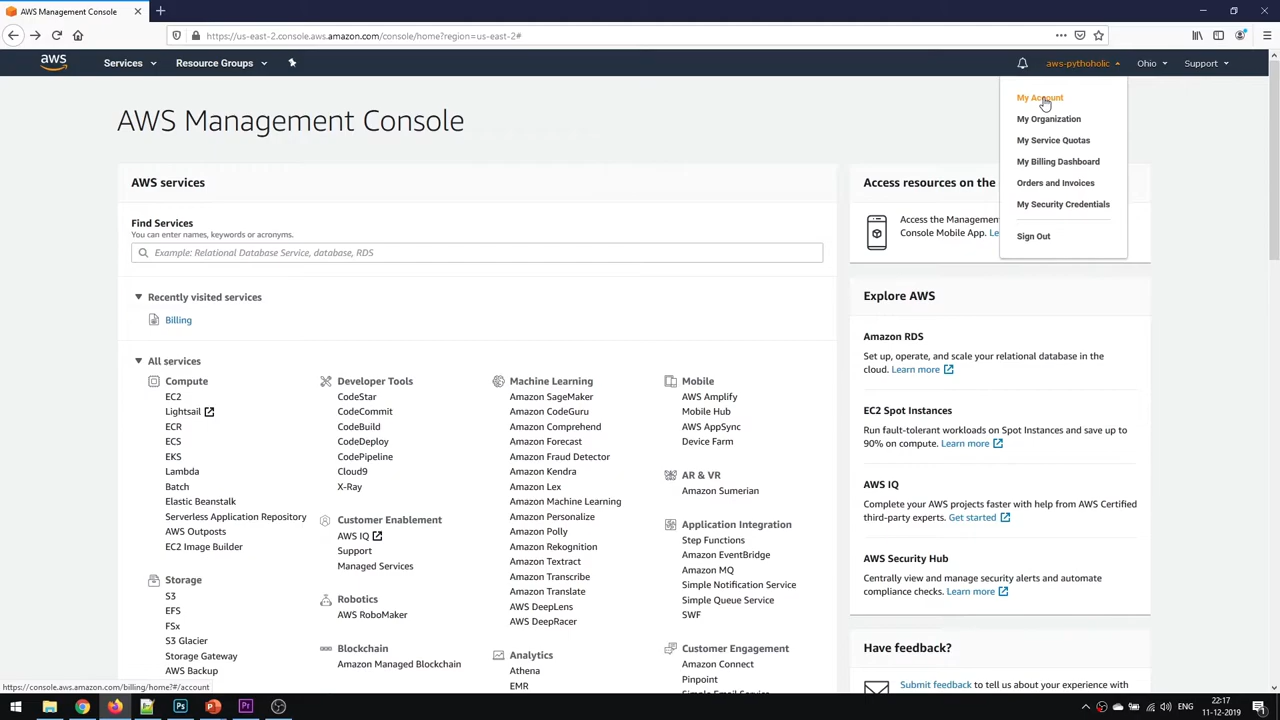 AWS Management Console
https://us-east-2.console.aws.amazon.com/console/home?region=us-east-2#
aws
Services
Resource Groups
aws-pythoholic
Ohio
Support
My Account
My Organization
My Service Quotas
My Billing Dashboard
Orders and Invoices
My Security Credentials
Sign Out
AWS Management Console
AWS services
Find Services
You can enter names, keywords or acronyms.
Example: Relational Database Service, database, RDS
Recently visited services
Billing
All services
Compute
EC2
Lightsail
ECR
ECS
EKS
Lambda
Batch
Elastic Beanstalk
Serverless Application Repository
AWS Outposts
EC2 Image Builder
Storage
S3
EFS
FSx
S3 Glacier
Storage Gateway
AWS Backup
Developer Tools
CodeStar
CodeCommit
CodeBuild
CodeDeploy
CodePipeline
Cloud9
X-Ray
Customer Enablement
AWS IQ
Support
Managed Services
Robotics
AWS RoboMaker
Blockchain
Amazon Managed Blockchain
Machine Learning
Amazon SageMaker
Amazon CodeGuru
Amazon Comprehend
Amazon Forecast
Amazon Fraud Detector
Amazon Kendra
Amazon Lex
Amazon Machine Learning
Amazon Personalize
Amazon Polly
Amazon Rekognition
Amazon Textract
Amazon Transcribe
Amazon Translate
AWS DeepLens
AWS DeepRacer
Analytics
Athena
EMR
Mobile
AWS Amplify
Mobile Hub
AWS AppSync
Device Farm
AR & VR
Amazon Sumerian
Application Integration
Step Functions
Amazon EventBridge
Amazon MQ
Simple Notification Service
Simple Queue Service
SWF
Customer Engagement
Amazon Connect
Pinpoint
Simple Email Service
Access resources on the
Access the Managemen
Console Mobile App. Le
Explore AWS
Amazon RDS
Set up, operate, and scale your relational database in the
cloud. Learn more
EC2 Spot Instances
Run fault-tolerant workloads on Spot Instances and save up to
90% on compute. Learn more
AWS IQ
Complete your AWS projects faster with help from AWS Certified
third-party experts. Get started
AWS Security Hub
Centrally view and manage security alerts and automate
compliance checks. Learn more
Have feedback?
Submit feedback to tell us about your experience with
https://console.aws.amazon.com/billing/home?#/account
ENG
22:17
11-12-2019